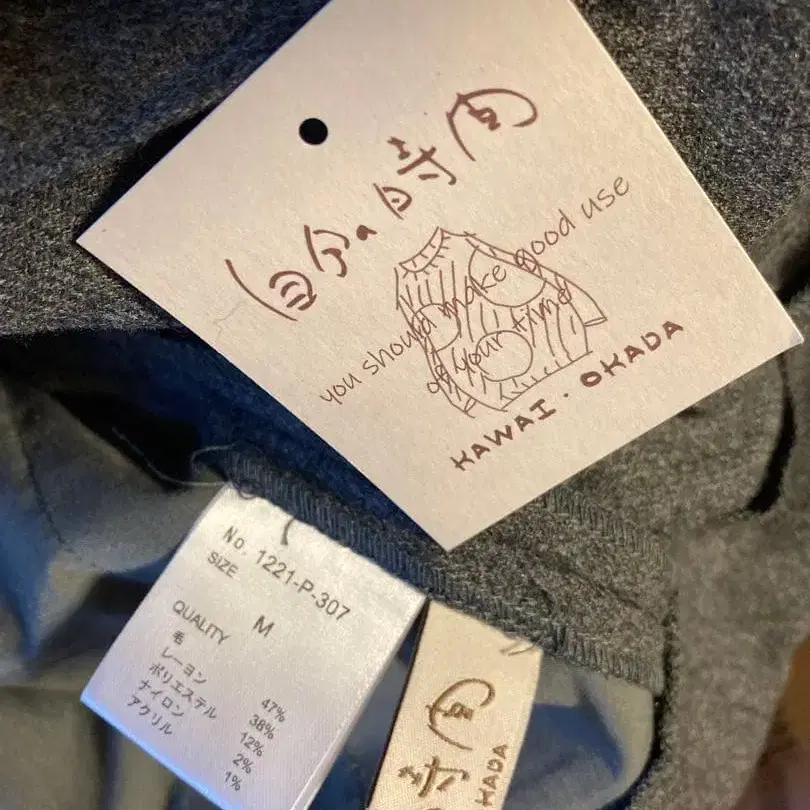 自分の時間
you should make good use
of your time!
KAWAI・OKADA
No. 1221-P-307
SIZE
M
QUALITY
毛 47%
レーヨン 38%
ポリエステル 12%
ナイロン 2%
アクリル 1%
時間
KADA